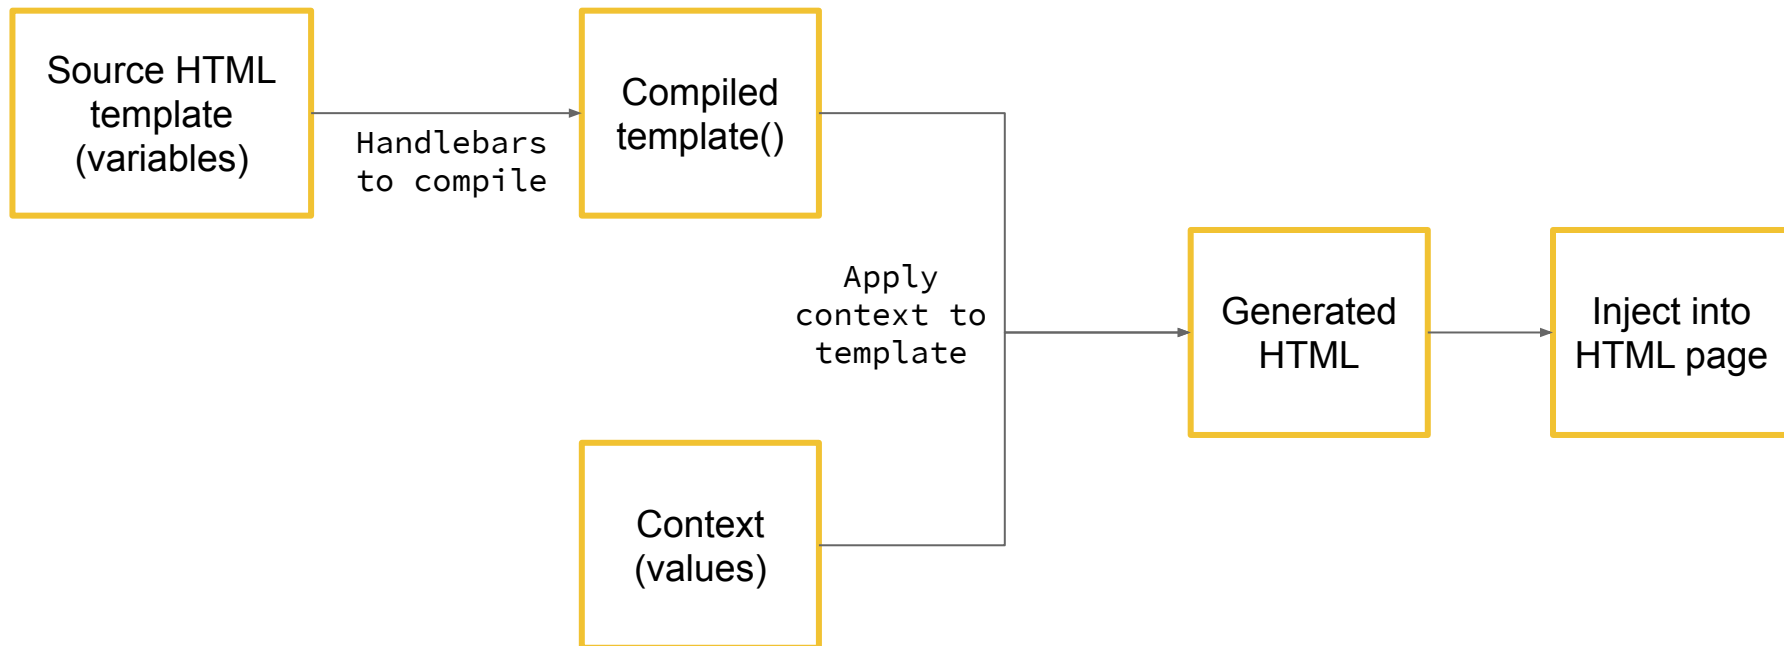 Source HTML
template
(variables)
Handlebars
to compile
Compiled
template()
Apply
context to
template
Context
(values)
Generated
HTML
Inject into
HTML page